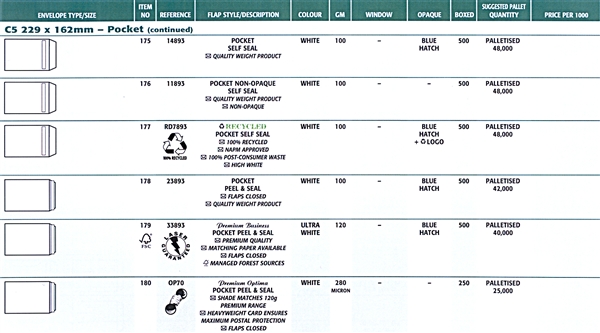 ENVELOPE TYPE/SIZE ITEM NO REFERENCE FLAP STYLE/DESCRIPTION COLOUR GM WINDOW OPAQUE BOXED SUGGESTED PALLET QUANTITY PRICE PER 1000
C5 229 x 162mm – Pocket (continued)
175 14893 POCKET WHITE 100 – BLUE 500 PALLETISED
SELF SEAL HATCH 48,000
QUALITY WEIGHT PRODUCT
176 11893 POCKET NON-OPAQUE WHITE 100 – – 500 PALLETISED
SELF SEAL 48,000
QUALITY WEIGHT PRODUCT
NON-OPAQUE
177 RD7893 RECYCLED WHITE 100 – BLUE 500 PALLETISED
POCKET SELF SEAL HATCH 48,000
100% RECYCLED + LOGO
NAPM APPROVED
100% RECYCLED 100% POST-CONSUMER WASTE
HIGH WHITE
178 23893 POCKET WHITE 100 – BLUE 500 PALLETISED
PEEL & SEAL HATCH 42,000
FLAPS CLOSED
QUALITY WEIGHT PRODUCT
179 33893 Premium Business ULTRA 120 – BLUE 500 PALLETISED
POCKET PEEL & SEAL WHITE HATCH 40,000
FSC LASER GUARANTEED PREMIUM QUALITY
MATCHING PAPER AVAILABLE
FLAPS CLOSED
MANAGED FOREST SOURCES
180 OP70 Premium Optima WHITE 280 – – 250 PALLETISED
POCKET PEEL & SEAL MICRON 25,000
SHADE MATCHES 120g
PREMIUM RANGE
HEAVYWEIGHT CARD ENSURES
MAXIMUM POSTAL PROTECTION
FLAPS CLOSED